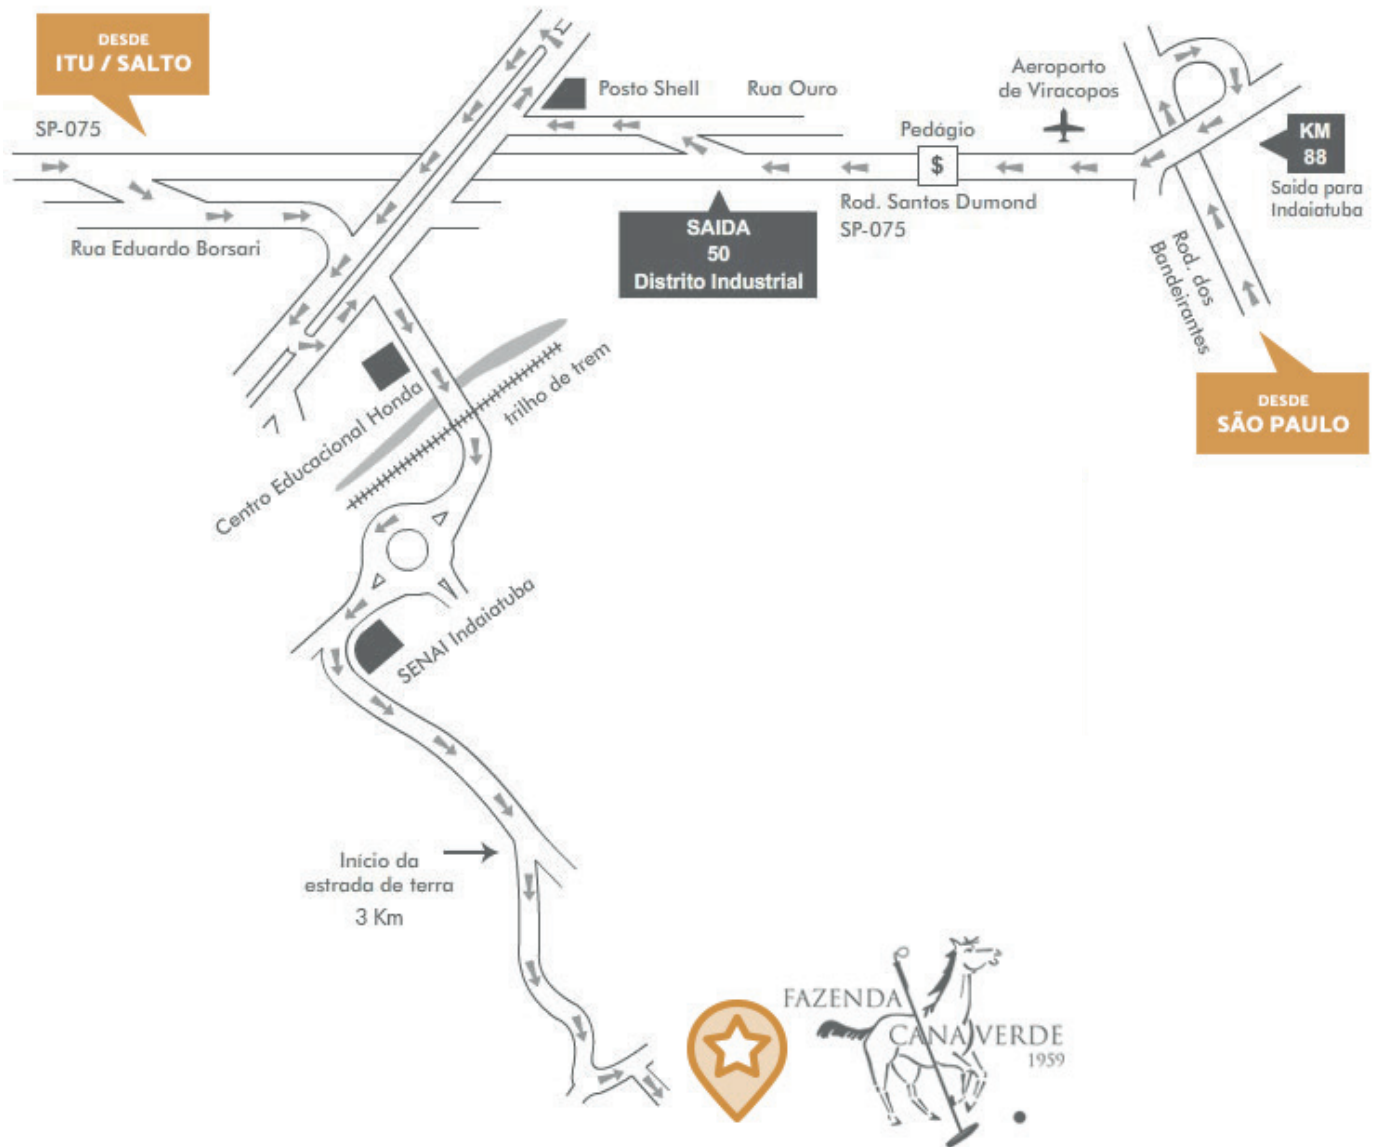 DESDE
ITU / SALTO
SP-075
Rua Eduardo Borsari
Posto Shell
Rua Ouro
Aeroporto
de Viracopos
Pedágio
$
Rod. Santos Dumond
SP-075
SAIDA
50
Distrito Industrial
KM
88
Saida para
Indaiatuba
Rod. dos
Bandeirantes
DESDE
SÃO PAULO
Centro Educacional Honda
trilho de trem
SENAI Indaiatuba
Início da
estrada de terra
3 Km
FAZENDA
CANA VERDE
1959